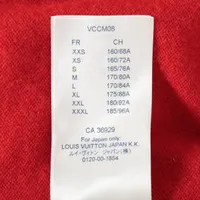 VCCM09
FR CH
XXS 160/68A
XS 160/72A
S 165/76A
M 170/80A
L 170/84A
XL 175/88A
XXL 180/92A
XXXL 185/96A
CA 36929
For Japan only
LOUIS VUITTON JAPAN K.K.
ルイ・ヴィトン ジャパン(株)
0120-00-1854